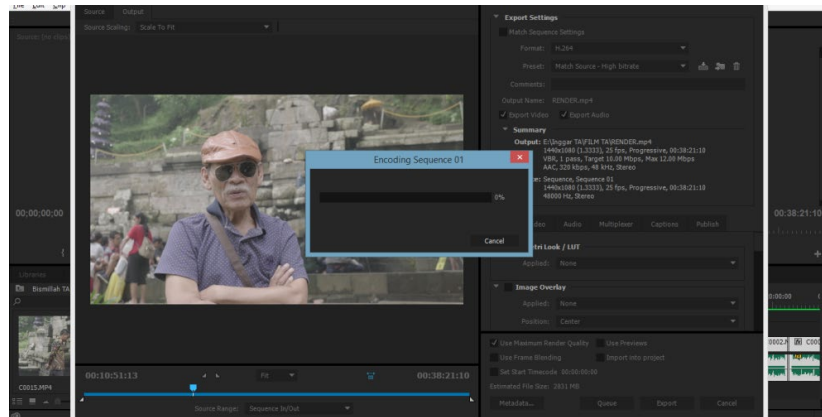 Source Output
Source Scaling: Scale To Fit
Export Settings
Match Sequence Settings
Format: H.264
Preset: Match Source - High bitrate
Comments:
Output Name: RENDER.mp4
Export Video Export Audio
Summary
Output: E:\Inggar TA\FILM TA\RENDER.mp4
1440x1080 (1.3333), 25 fps, Progressive, 00:38:21:10
VBR, 1 pass, Target 10.00 Mbps, Max 12.00 Mbps
AAC, 320 kbps, 48 kHz, Stereo
Sequence, Sequence 01
1440x1080 (1.3333), 25 fps, Progressive, 00:38:21:10
48000 Hz, Stereo
Encoding Sequence 01
0%
Cancel
00;00;00;00
00:38:21:10
Audio Multiplexer Captions Publish
Look / LUT
Applied: None
Image Overlay
Applied: None
Position: Center
Libraries
Bismillah TA
C0015.MP4
Use Maximum Render Quality Use Previews
Use Frame Blending Import into project
Set Start Timecode 00:00:00:00
Estimated File Size: 2831 MB
Metadata... Queue Export Cancel
00:10:51:13 Fit 00:38:21:10
Source Range: Sequence In/Out